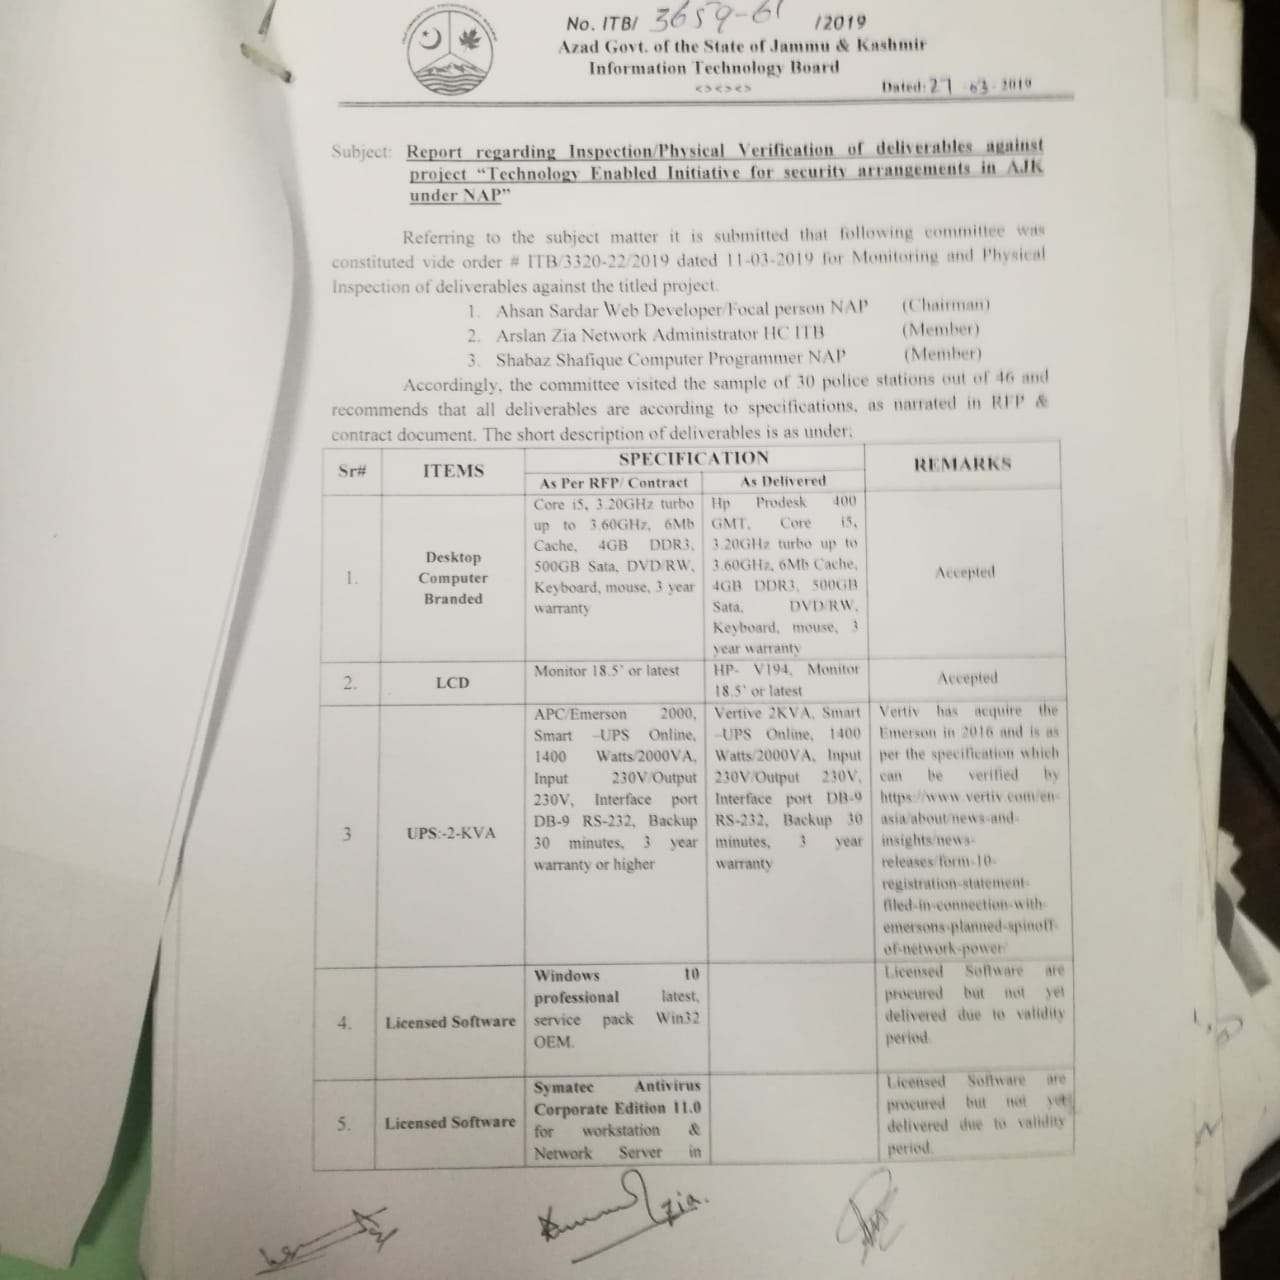 No. ITB/ 3659-61 /2019
Azad Govt. of the State of Jammu & Kashmir
Information Technology Board
<><><>
Dated: 27-03-2019
Subject: Report regarding Inspection/Physical Verification of deliverables against
project “Technology Enabled Initiative for security arrangements in AJK
under NAP”
Referring to the subject matter it is submitted that following committee was
constituted vide order # ITB/3320-22/2019 dated 11-03-2019 for Monitoring and Physical
Inspection of deliverables against the titled project.
1. Ahsan Sardar Web Developer/Focal person NAP (Chairman)
2. Arslan Zia Network Administrator HC ITB (Member)
3. Shabaz Shafique Computer Programmer NAP (Member)
Accordingly, the committee visited the sample of 30 police stations out of 46 and
recommends that all deliverables are according to specifications, as narrated in RFP &
contract document. The short description of deliverables is as under:
Sr# ITEMS SPECIFICATION REMARKS
As Per RFP/ Contract As Delivered
1.
Desktop
Computer
Branded
Core i5, 3.20GHz turbo
up to 3.60GHz, 6Mb
Cache, 4GB DDR3,
500GB Sata, DVD/RW,
Keyboard, mouse, 3 year
warranty
Hp Prodesk 400
GMT, Core i5,
3.20GHz turbo up to
3.60GHz, 6Mb Cache,
4GB DDR3, 500GB
Sata, DVD/RW,
Keyboard, mouse, 3
year warranty
Accepted
2.
LCD
Monitor 18.5` or latest
HP- V194, Monitor
18.5` or latest
Accepted
3
UPS:-2-KVA
APC/Emerson 2000,
Smart –UPS Online,
1400 Watts/2000VA,
Input 230V/Output
230V, Interface port
DB-9 RS-232, Backup
30 minutes, 3 year
warranty or higher
Vertive 2KVA, Smart
–UPS Online, 1400
Watts/2000VA, Input
230V/Output 230V,
Interface port DB-9
RS-232, Backup 30
minutes, 3 year
warranty
Vertiv has acquire the
Emerson in 2016 and is as
per the specification which
can be verified by
https://www.vertiv.com/en-
asia/about/news-and-
insights/news-
releases/form-10-
registration-statement-
filed-in-connection-with-
emersons-planned-spinoff-
of-network-power/
4.
Licensed Software
Windows 10
professional latest,
service pack Win32
OEM.
Licensed Software are
procured but not yet
delivered due to validity
period.
5.
Licensed Software
Symatec Antivirus
Corporate Edition 11.0
for workstation &
Network Server in
Licensed Software are
procured but not yet
delivered due to validity
period.
Zia.